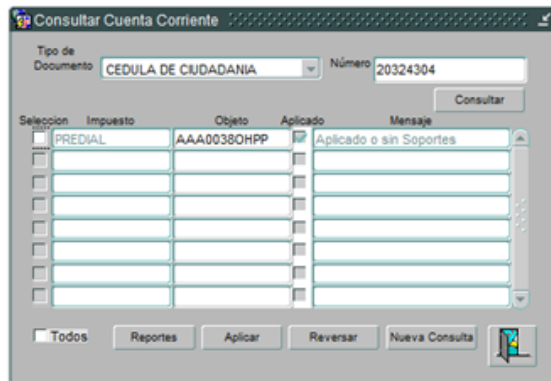 Consultar Cuenta Corriente
Tipo de Documento CEDULA DE CIUDADANIA Número 20324304
Consultar
Seleccion Impuesto Objeto Aplicado Mensaje
PREDIAL AAA0038OHPP Aplicado o sin Soportes
Todos Reportes Aplicar Reversar Nueva Consulta